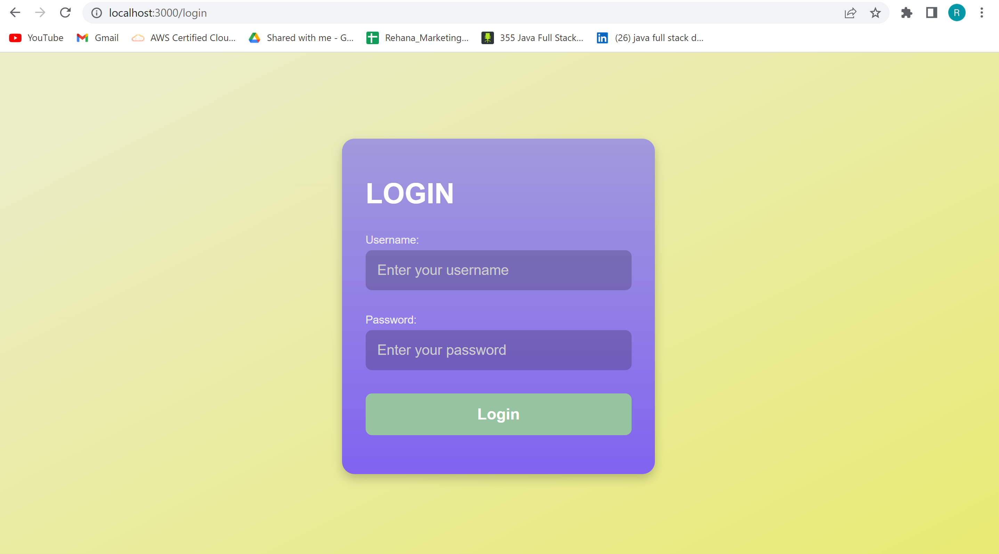 localhost:3000/login
R
YouTube Gmail AWS Certified Clou... Shared with me - G... Rehana_Marketing... 355 Java Full Stack... in (26) java full stack d...
LOGIN
Username:
Enter your username
Password:
Enter your password
Login